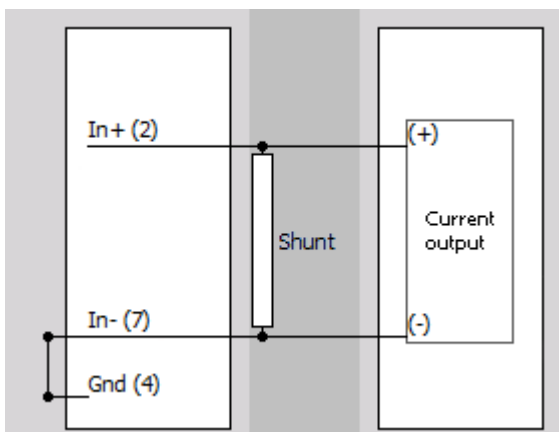 In+ (2)
(+)
Shunt
Current
output
In- (7)
(-)
Gnd (4)